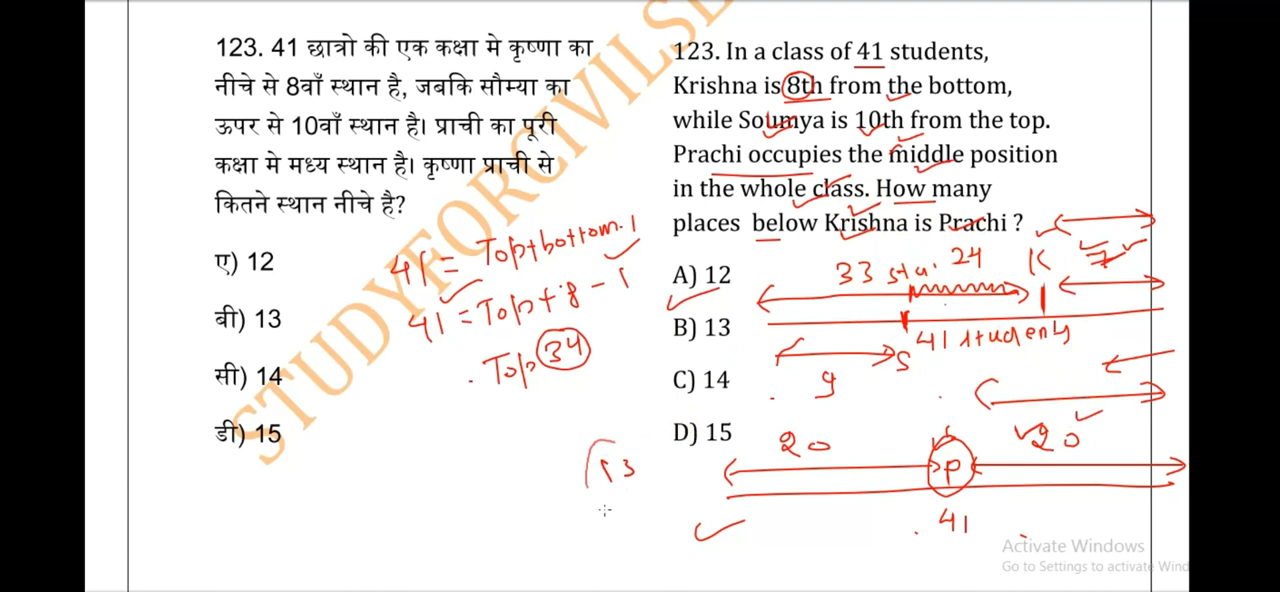 123. 41 छात्रो की एक कक्षा मे कृष्णा का
नीचे से 8वाँ स्थान है, जबकि सौम्या का
ऊपर से 10वाँ स्थान है। प्राची का पूरी
कक्षा मे मध्य स्थान है। कृष्णा प्राची से
कितने स्थान नीचे है?
ए) 12
बी) 13
सी) 14
डी) 15
STUDYFORCIVILSE
123. In a class of 41 students,
Krishna is 8th from the bottom,
while Soumya is 10th from the top.
Prachi occupies the middle position
in the whole class. How many
places below Krishna is Prachi ?
A) 12
B) 13
C) 14
D) 15
41 = Top+bottom-1
41 = Top + 8 - 1
Top 34
13
33 stu.
24
K
7
41 students
S
9
20
20
P
41
Activate Windows
Go to Settings to activate Wind